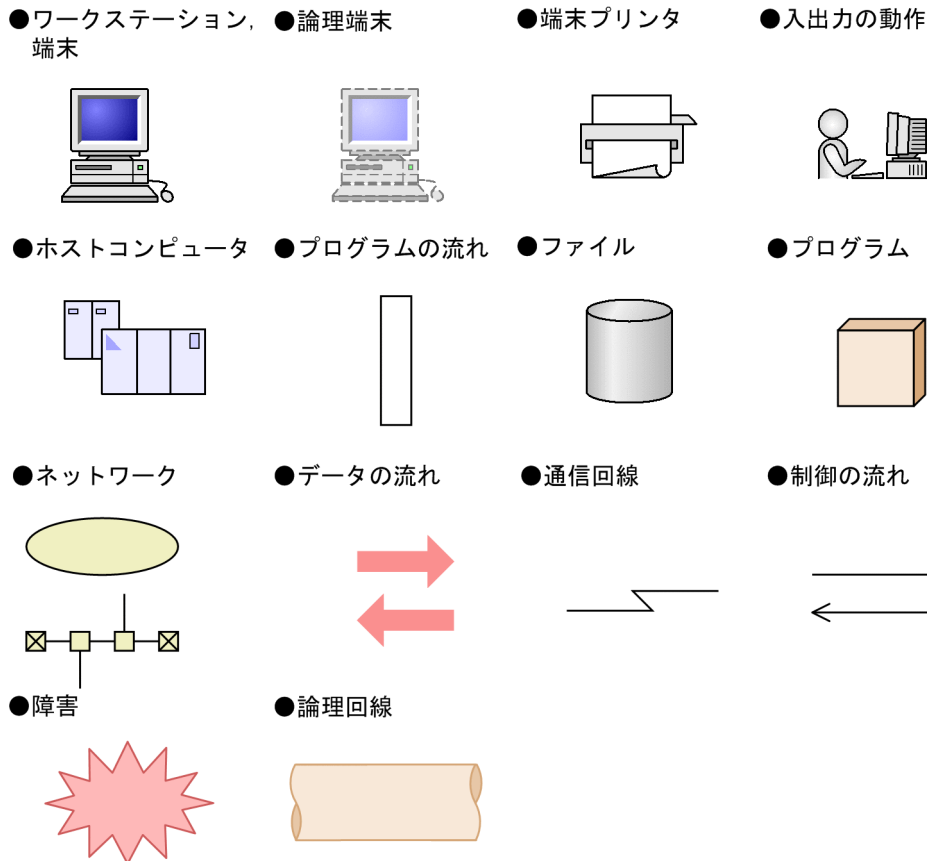 ●ワークステーション,
端末
●論理端末
●端末プリンタ
●入出力の動作
●ホストコンピュータ
●プログラムの流れ
●ファイル
●プログラム
●ネットワーク
●データの流れ
●通信回線
●制御の流れ
●障害
●論理回線